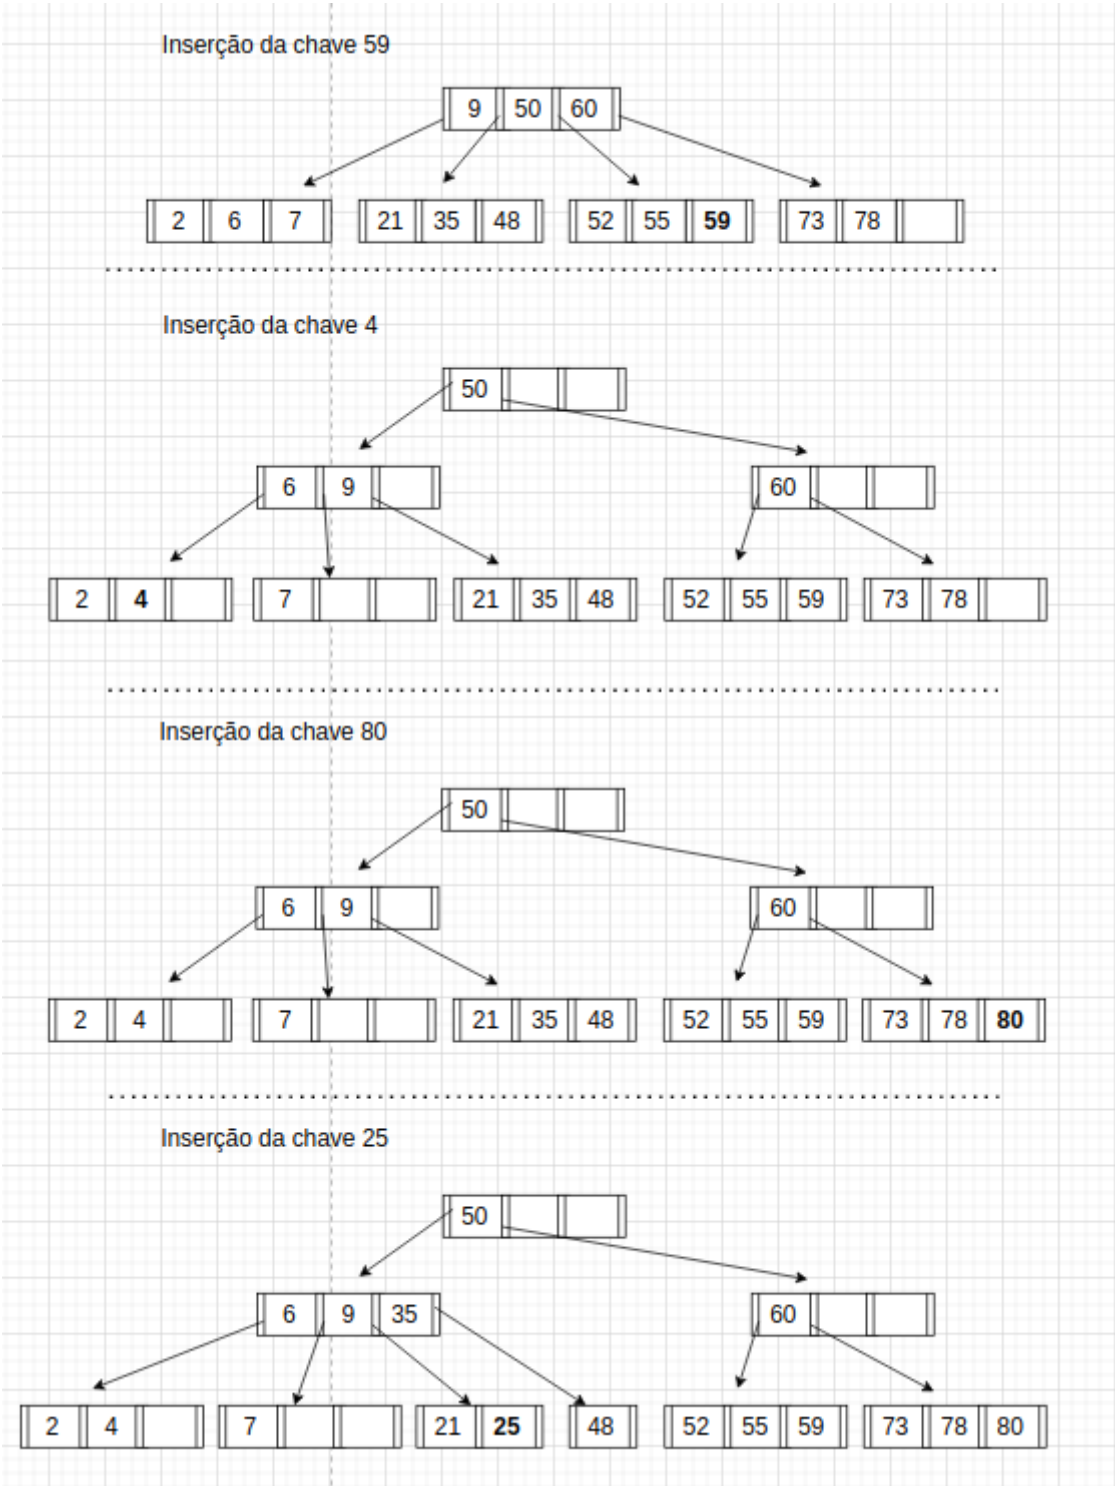 Inserção da chave 59
9 50 60
2 6 7 21 35 48 52 55 59 73 78
Inserção da chave 4
50
6 9 60
2 4 7 21 35 48 52 55 59 73 78
Inserção da chave 80
50
6 9 60
2 4 7 21 35 48 52 55 59 73 78 80
Inserção da chave 25
50
6 9 35 60
2 4 7 21 25 48 52 55 59 73 78 80